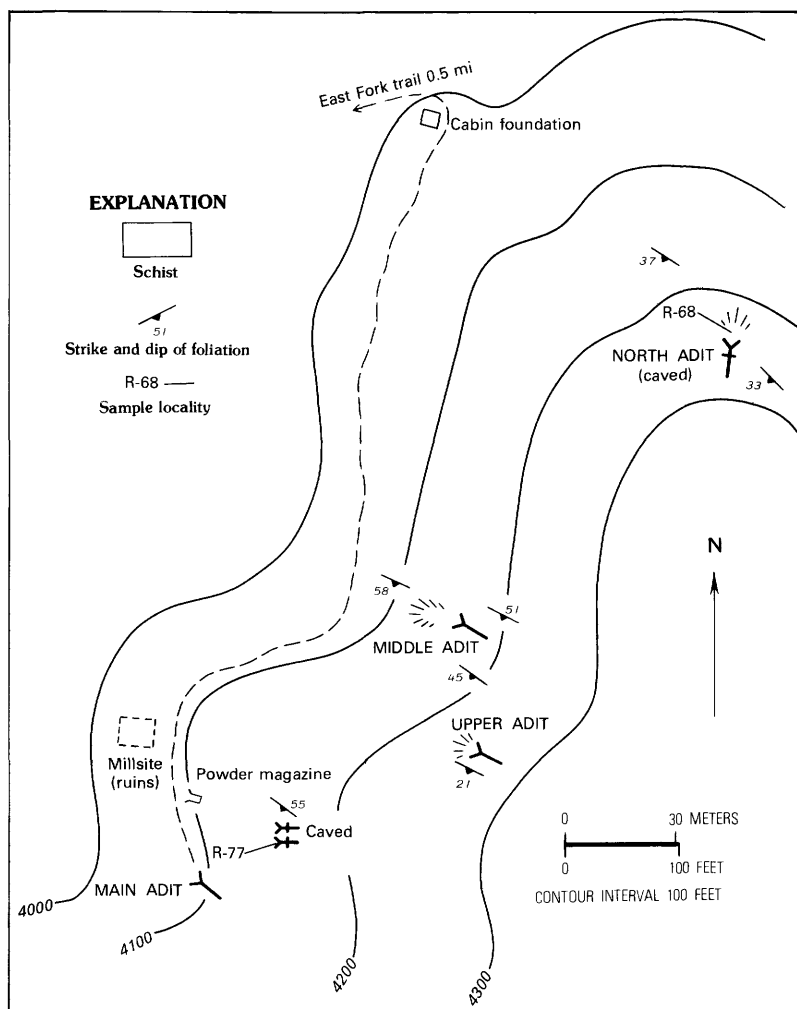 East Fork trail 0.5 mi
Cabin foundation
EXPLANATION
Schist
51
Strike and dip of foliation
R-68
Sample locality
37
R-68
NORTH ADIT
(caved)
33
N
58
51
MIDDLE ADIT
45
UPPER ADIT
21
Millsite
(ruins)
Powder magazine
55
Caved
R-77
MAIN ADIT
0 30 METERS
0 100 FEET
CONTOUR INTERVAL 100 FEET
4000
4100
4200
4300